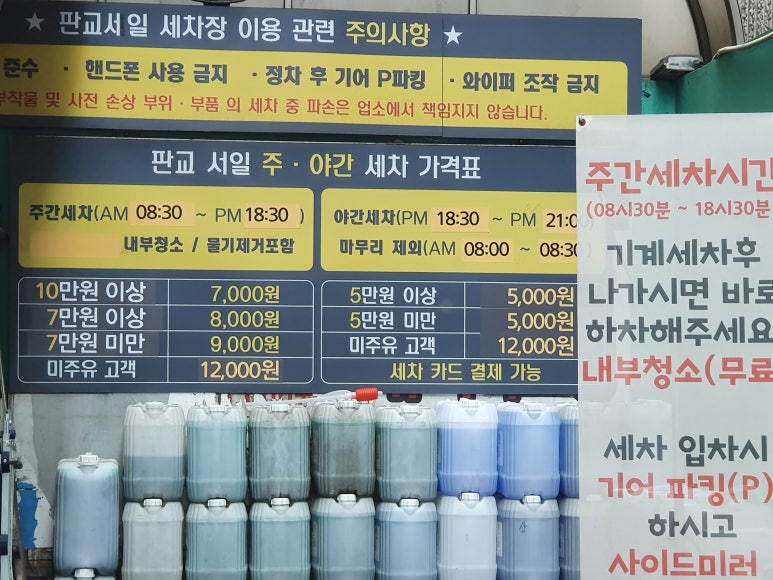 ★ 판교서일 세차장 이용 관련 주의사항 ★
준수 · 핸드폰 사용 금지 · 정차 후 기어 P파킹 · 와이퍼 조작 금지
부착물 및 사전 손상 부위 · 부품 의 세차 중 파손은 업소에서 책임지지 않습니다.
판교 서일 주 · 야간 세차 가격표
주간세차(AM 08:30 ~ PM 18:30 )
내부청소 / 물기제거포함
야간세차(PM 18:30 ~ PM 21:00
마무리 제외(AM 08:00 ~ 08:30)
10만원 이상 7,000원
7만원 이상 8,000원
7만원 미만 9,000원
미주유 고객 12,000원
5만원 이상 5,000원
5만원 미만 5,000원
미주유 고객 12,000원
세차 카드 결제 가능
주간세차시간
(08시30분 ~ 18시30분
기계세차후
나가시면 바로
하차해주세요
내부청소(무료
세차 입차시
기어 파킹(P)
하시고
사이드미러